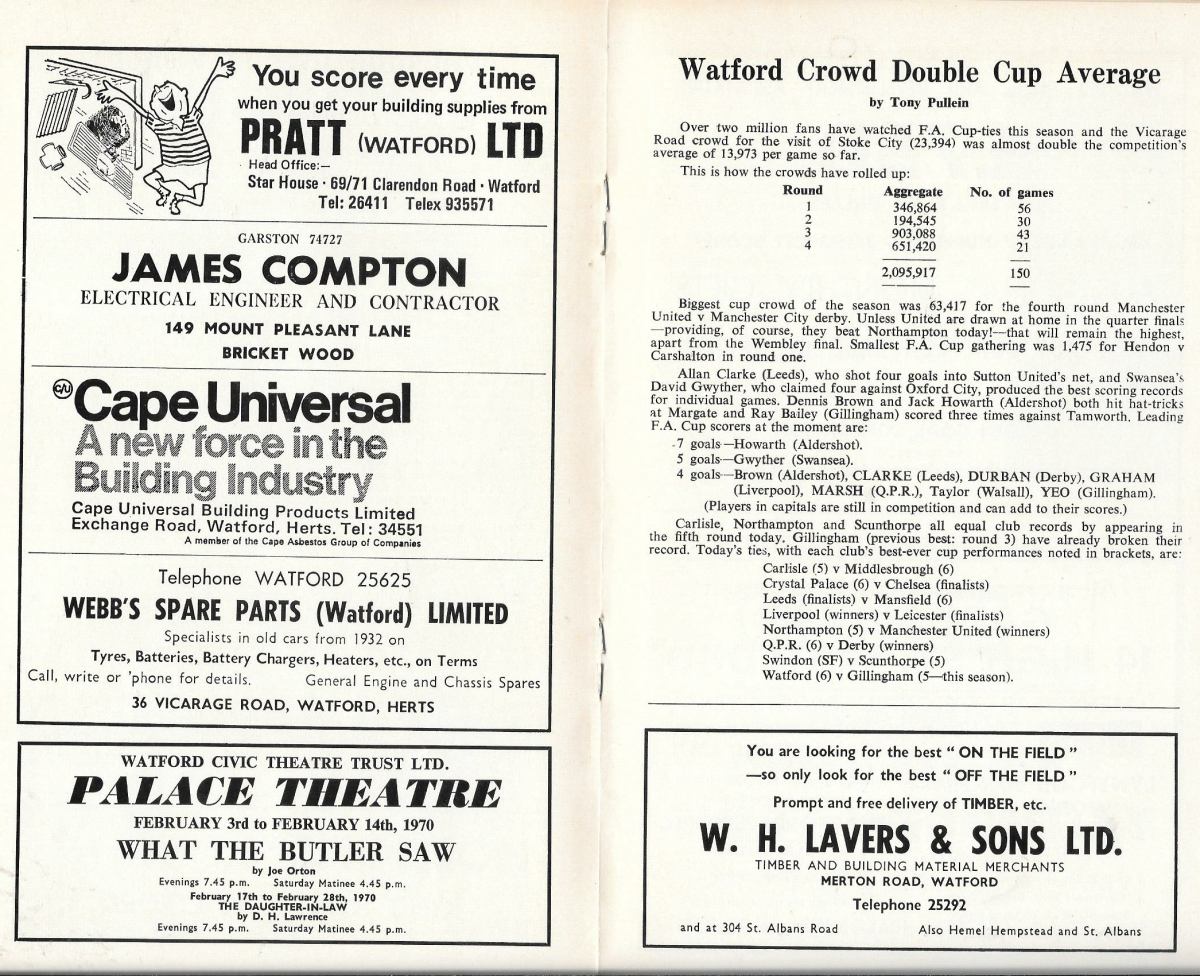 You score every time
when you get your building supplies from
PRATT (WATFORD) LTD
Head Office:—
Star House · 69/71 Clarendon Road · Watford
Tel: 26411 Telex 935571
GARSTON 74727
JAMES COMPTON
ELECTRICAL ENGINEER AND CONTRACTOR
149 MOUNT PLEASANT LANE
BRICKET WOOD
C/U Cape Universal
A new force in the
Building Industry
Cape Universal Building Products Limited
Exchange Road, Watford, Herts. Tel: 34551
A member of the Cape Asbestos Group of Companies
Telephone WATFORD 25625
WEBB'S SPARE PARTS (Watford) LIMITED
Specialists in old cars from 1932 on
Tyres, Batteries, Battery Chargers, Heaters, etc., on Terms
Call, write or 'phone for details. General Engine and Chassis Spares
36 VICARAGE ROAD, WATFORD, HERTS
WATFORD CIVIC THEATRE TRUST LTD.
PALACE THEATRE
FEBRUARY 3rd to FEBRUARY 14th, 1970
WHAT THE BUTLER SAW
by Joe Orton
Evenings 7.45 p.m. Saturday Matinee 4.45 p.m.
February 17th to February 28th, 1970
THE DAUGHTER-IN-LAW
by D. H. Lawrence
Evenings 7.45 p.m. Saturday Matinee 4.45 p.m.
Watford Crowd Double Cup Average
by Tony Pullein
Over two million fans have watched F.A. Cup-ties this season and the Vicarage
Road crowd for the visit of Stoke City (23,394) was almost double the competition's
average of 13,973 per game so far.
This is how the crowds have rolled up:
Round Aggregate No. of games
1 346,864 56
2 194,545 30
3 903,088 43
4 651,420 21
2,095,917 150
Biggest cup crowd of the season was 63,417 for the fourth round Manchester
United v Manchester City derby. Unless United are drawn at home in the quarter finals
—providing, of course, they beat Northampton today!—that will remain the highest,
apart from the Wembley final. Smallest F.A. Cup gathering was 1,475 for Hendon v
Carshalton in round one.
Allan Clarke (Leeds), who shot four goals into Sutton United's net, and Swansea's
David Gwyther, who claimed four against Oxford City, produced the best scoring records
for individual games. Dennis Brown and Jack Howarth (Aldershot) both hit hat-tricks
at Margate and Ray Bailey (Gillingham) scored three times against Tamworth. Leading
F.A. Cup scorers at the moment are:
7 goals—Howarth (Aldershot).
5 goals—Gwyther (Swansea).
4 goals—Brown (Aldershot), CLARKE (Leeds), DURBAN (Derby), GRAHAM
(Liverpool), MARSH (Q.P.R.), Taylor (Walsall), YEO (Gillingham).
(Players in capitals are still in competition and can add to their scores.)
Carlisle, Northampton and Scunthorpe all equal club records by appearing in
the fifth round today. Gillingham (previous best: round 3) have already broken their
record. Today's ties, with each club's best-ever cup performances noted in brackets, are:
Carlisle (5) v Middlesbrough (6)
Crystal Palace (6) v Chelsea (finalists)
Leeds (finalists) v Mansfield (6)
Liverpool (winners) v Leicester (finalists)
Northampton (5) v Manchester United (winners)
Q.P.R. (6) v Derby (winners)
Swindon (SF) v Scunthorpe (5)
Watford (6) v Gillingham (5—this season).
You are looking for the best "ON THE FIELD"
—so only look for the best "OFF THE FIELD"
Prompt and free delivery of TIMBER, etc.
W. H. LAVERS & SONS LTD.
TIMBER AND BUILDING MATERIAL MERCHANTS
MERTON ROAD, WATFORD
Telephone 25292
and at 304 St. Albans Road Also Hemel Hempstead and St. Albans